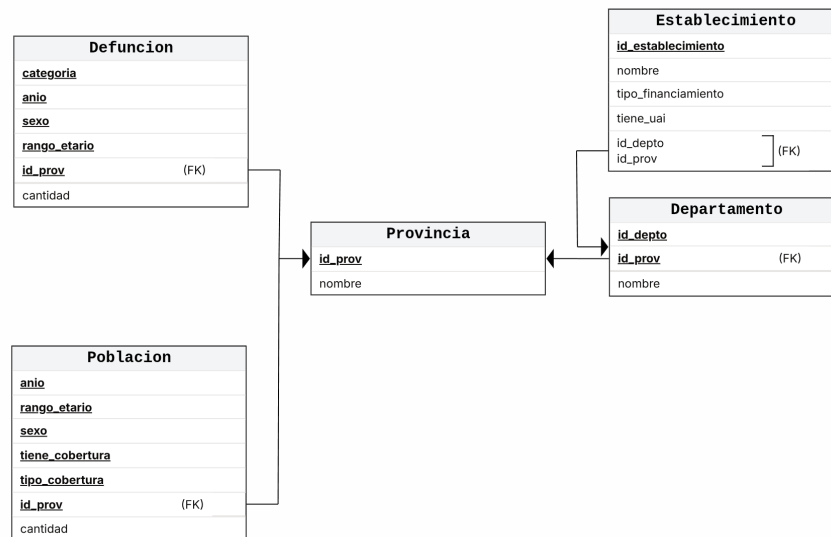 Defuncion
categoria
anio
sexo
rango_etario
id_prov (FK)
cantidad
Poblacion
anio
rango_etario
sexo
tiene_cobertura
tipo_cobertura
id_prov (FK)
cantidad
Provincia
id_prov
nombre
Establecimiento
id_establecimiento
nombre
tipo_financiamiento
tiene_uai
id_depto
id_prov
(FK)
Departamento
id_depto
id_prov (FK)
nombre